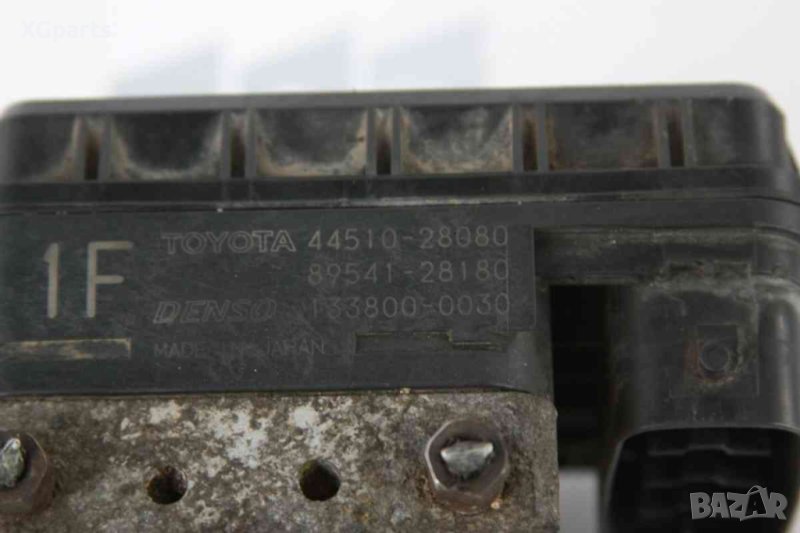 XGparts
1F
TOYOTA 44510-28080
89541-28180
DENSO 133800-0030
MADE IN JAPAN
BAZAR